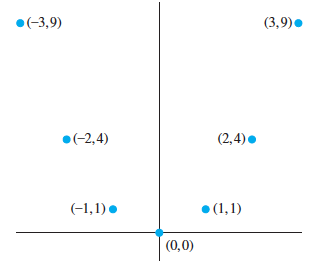 (−3,9) (3,9)
(−2,4) (2,4)
(−1,1) (1,1)
(0,0)